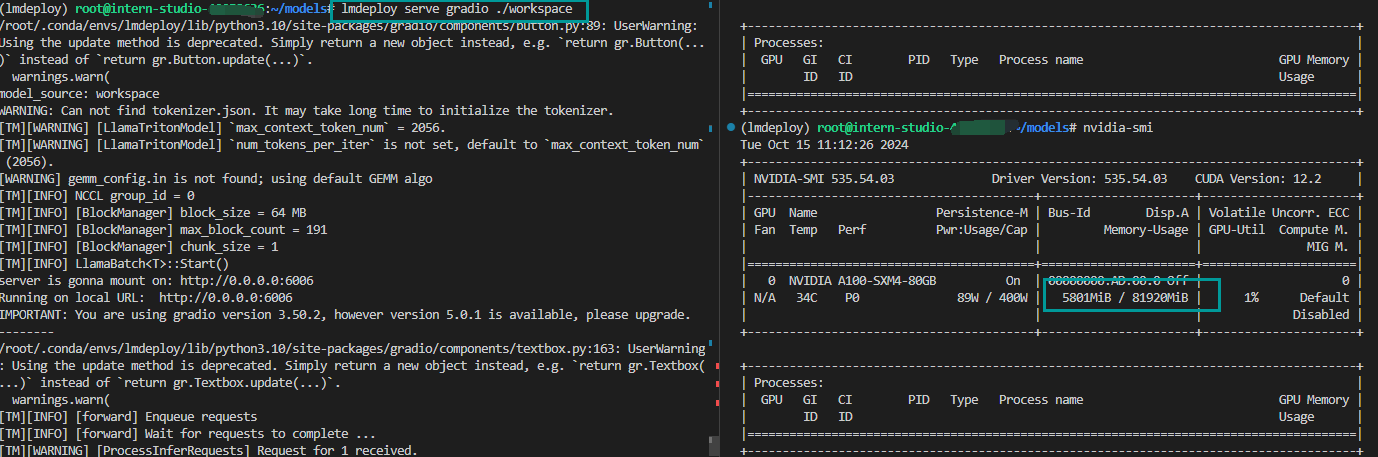 (lmdeploy) root@intern-studio-:~/models# lmdeploy serve gradio ./workspace
/root/.conda/envs/lmdeploy/lib/python3.10/site-packages/gradio/components/button.py:89: UserWarning:
Using the update method is deprecated. Simply return a new object instead, e.g. `return gr.Button(...
)` instead of `return gr.Button.update(...)`.
warnings.warn(
model_source: workspace
WARNING: Can not find tokenizer.json. It may take long time to initialize the tokenizer.
[TM][WARNING] [LlamaTritonModel] `max_context_token_num` = 2056.
[TM][WARNING] [LlamaTritonModel] `num_tokens_per_iter` is not set, default to `max_context_token_num`
(2056).
[WARNING] gemm_config.in is not found; using default GEMM algo
[TM][INFO] NCCL group_id = 0
[TM][INFO] [BlockManager] block_size = 64 MB
[TM][INFO] [BlockManager] max_block_count = 191
[TM][INFO] [BlockManager] chunk_size = 1
[TM][INFO] LlamaBatch<T>::Start()
server is gonna mount on: http://0.0.0.0:6006
Running on local URL:  http://0.0.0.0:6006
IMPORTANT: You are using gradio version 3.50.2, however version 5.0.1 is available, please upgrade.
--------
/root/.conda/envs/lmdeploy/lib/python3.10/site-packages/gradio/components/textbox.py:163: UserWarning
: Using the update method is deprecated. Simply return a new object instead, e.g. `return gr.Textbox(
...)` instead of `return gr.Textbox.update(...)`.
warnings.warn(
[TM][INFO] [forward] Enqueue requests
[TM][INFO] [forward] Wait for requests to complete ...
[TM][WARNING] [ProcessInferRequests] Request for 1 received.
Processes:
GPU GI CI PID Type Process name GPU Memory
ID ID Usage
(lmdeploy) root@intern-studio-:~/models# nvidia-smi
Tue Oct 15 11:12:26 2024
NVIDIA-SMI 535.54.03 Driver Version: 535.54.03 CUDA Version: 12.2
GPU Name Persistence-M | Bus-Id Disp.A | Volatile Uncorr. ECC
Fan Temp Perf Pwr:Usage/Cap | Memory-Usage | GPU-Util Compute M.
MIG M.
0 NVIDIA A100-SXM4-80GB On | 00000000:AD:00.0 Off | 0
N/A 34C P0 89W / 400W | 5801MiB / 81920MiB | 1% Default
Disabled
Processes:
GPU GI CI PID Type Process name GPU Memory
ID ID Usage